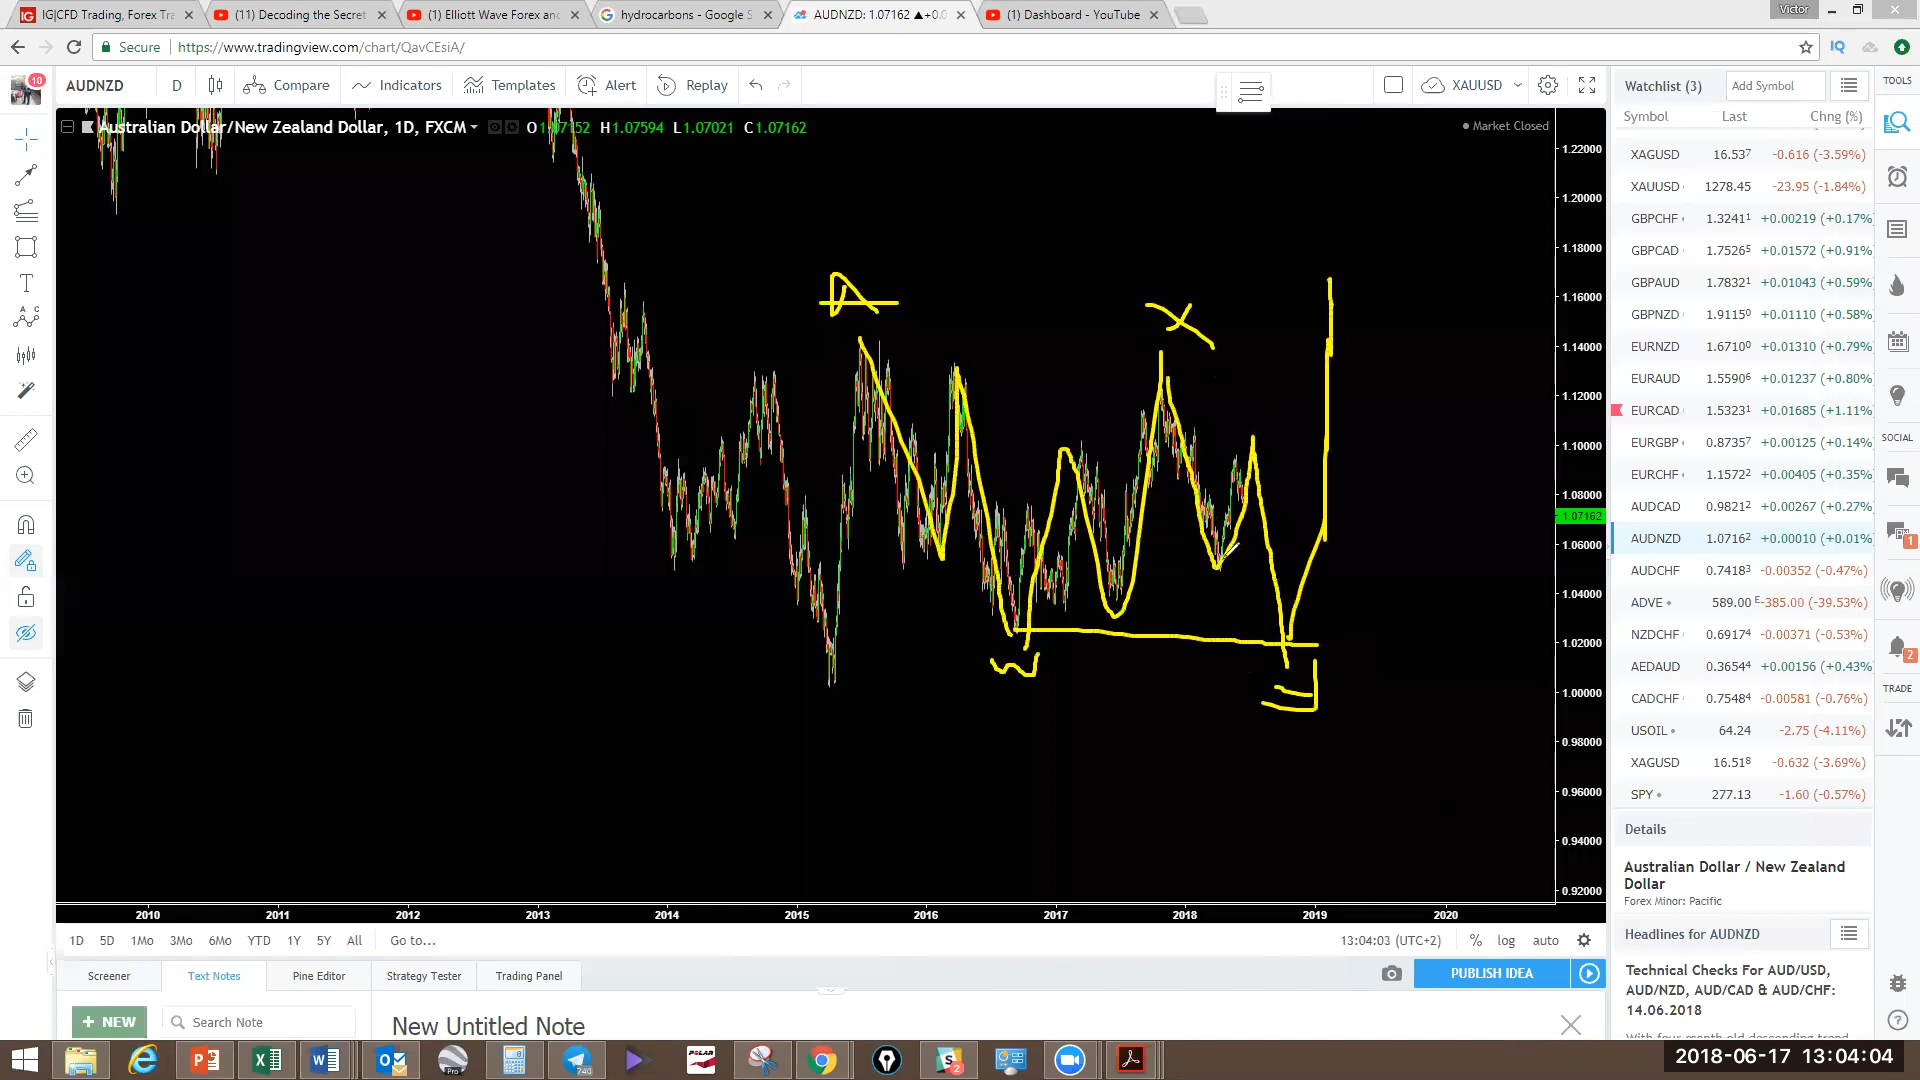 IG|CFD Trading, Forex Tra
(11) Decoding the Secret
(1) Elliott Wave Forex and
hydrocarbons - Google S
AUDNZD: 1.07162 ▲+0.0
(1) Dashboard - YouTube
Victor
Secure | https://www.tradingview.com/chart/QavCEsiA/
10
AUDNZD
D
Compare
Indicators
Templates
Alert
Replay
XAUUSD
Australian Dollar/New Zealand Dollar, 1D, FXCM
O1.07152 H1.07594 L1.07021 C1.07162
Market Closed
A
X
W
1.22000
1.20000
1.18000
1.16000
1.14000
1.12000
1.10000
1.08000
1.07162
1.06000
1.04000
1.02000
1.00000
0.98000
0.96000
0.94000
0.92000
2010 2011 2012 2013 2014 2015 2016 2017 2018 2019 2020
1D 5D 1Mo 3Mo 6Mo YTD 1Y 5Y All Go to...
13:04:03 (UTC+2) % log auto
Screener Text Notes Pine Editor Strategy Tester Trading Panel
PUBLISH IDEA
+ NEW
Search Note
New Untitled Note
Watchlist (3)
Add Symbol
Symbol Last Chng (%)
XAGUSD 16.537 -0.616 (-3.59%)
XAUUSD 1278.45 -23.95 (-1.84%)
GBPCHF 1.32411 +0.00219 (+0.17%
GBPCAD 1.75265 +0.01572 (+0.91%
GBPAUD 1.78321 +0.01043 (+0.59%
GBPNZD 1.91150 +0.01110 (+0.58%
EURNZD 1.67100 +0.01310 (+0.79%
EURAUD 1.55906 +0.01237 (+0.80%
EURCAD 1.53231 +0.01685 (+1.11%
EURGBP 0.87357 +0.00125 (+0.14%
EURCHF 1.15722 +0.00405 (+0.35%
AUDCAD 0.98212 +0.00267 (+0.27%
AUDNZD 1.07162 +0.00010 (+0.01%
AUDCHF 0.74183 -0.00352 (-0.47%)
ADVE 589.00 E -385.00 (-39.53%)
NZDCHF 0.69174 -0.00371 (-0.53%)
AEDAUD 0.36544 +0.00156 (+0.43%
CADCHF 0.75484 -0.00581 (-0.76%)
USOIL 64.24 -2.75 (-4.11%)
XAGUSD 16.518 -0.632 (-3.69%)
SPY 277.13 -1.60 (-0.57%)
Details
Australian Dollar / New Zealand
Dollar
Forex Minor: Pacific
Headlines for AUDNZD
Technical Checks For AUD/USD,
AUD/NZD, AUD/CAD & AUD/CHF:
14.06.2018
TOOLS
SOCIAL
1
2
TRADE
Pro
740
POLAR
2
2018-06-17 13:04:04